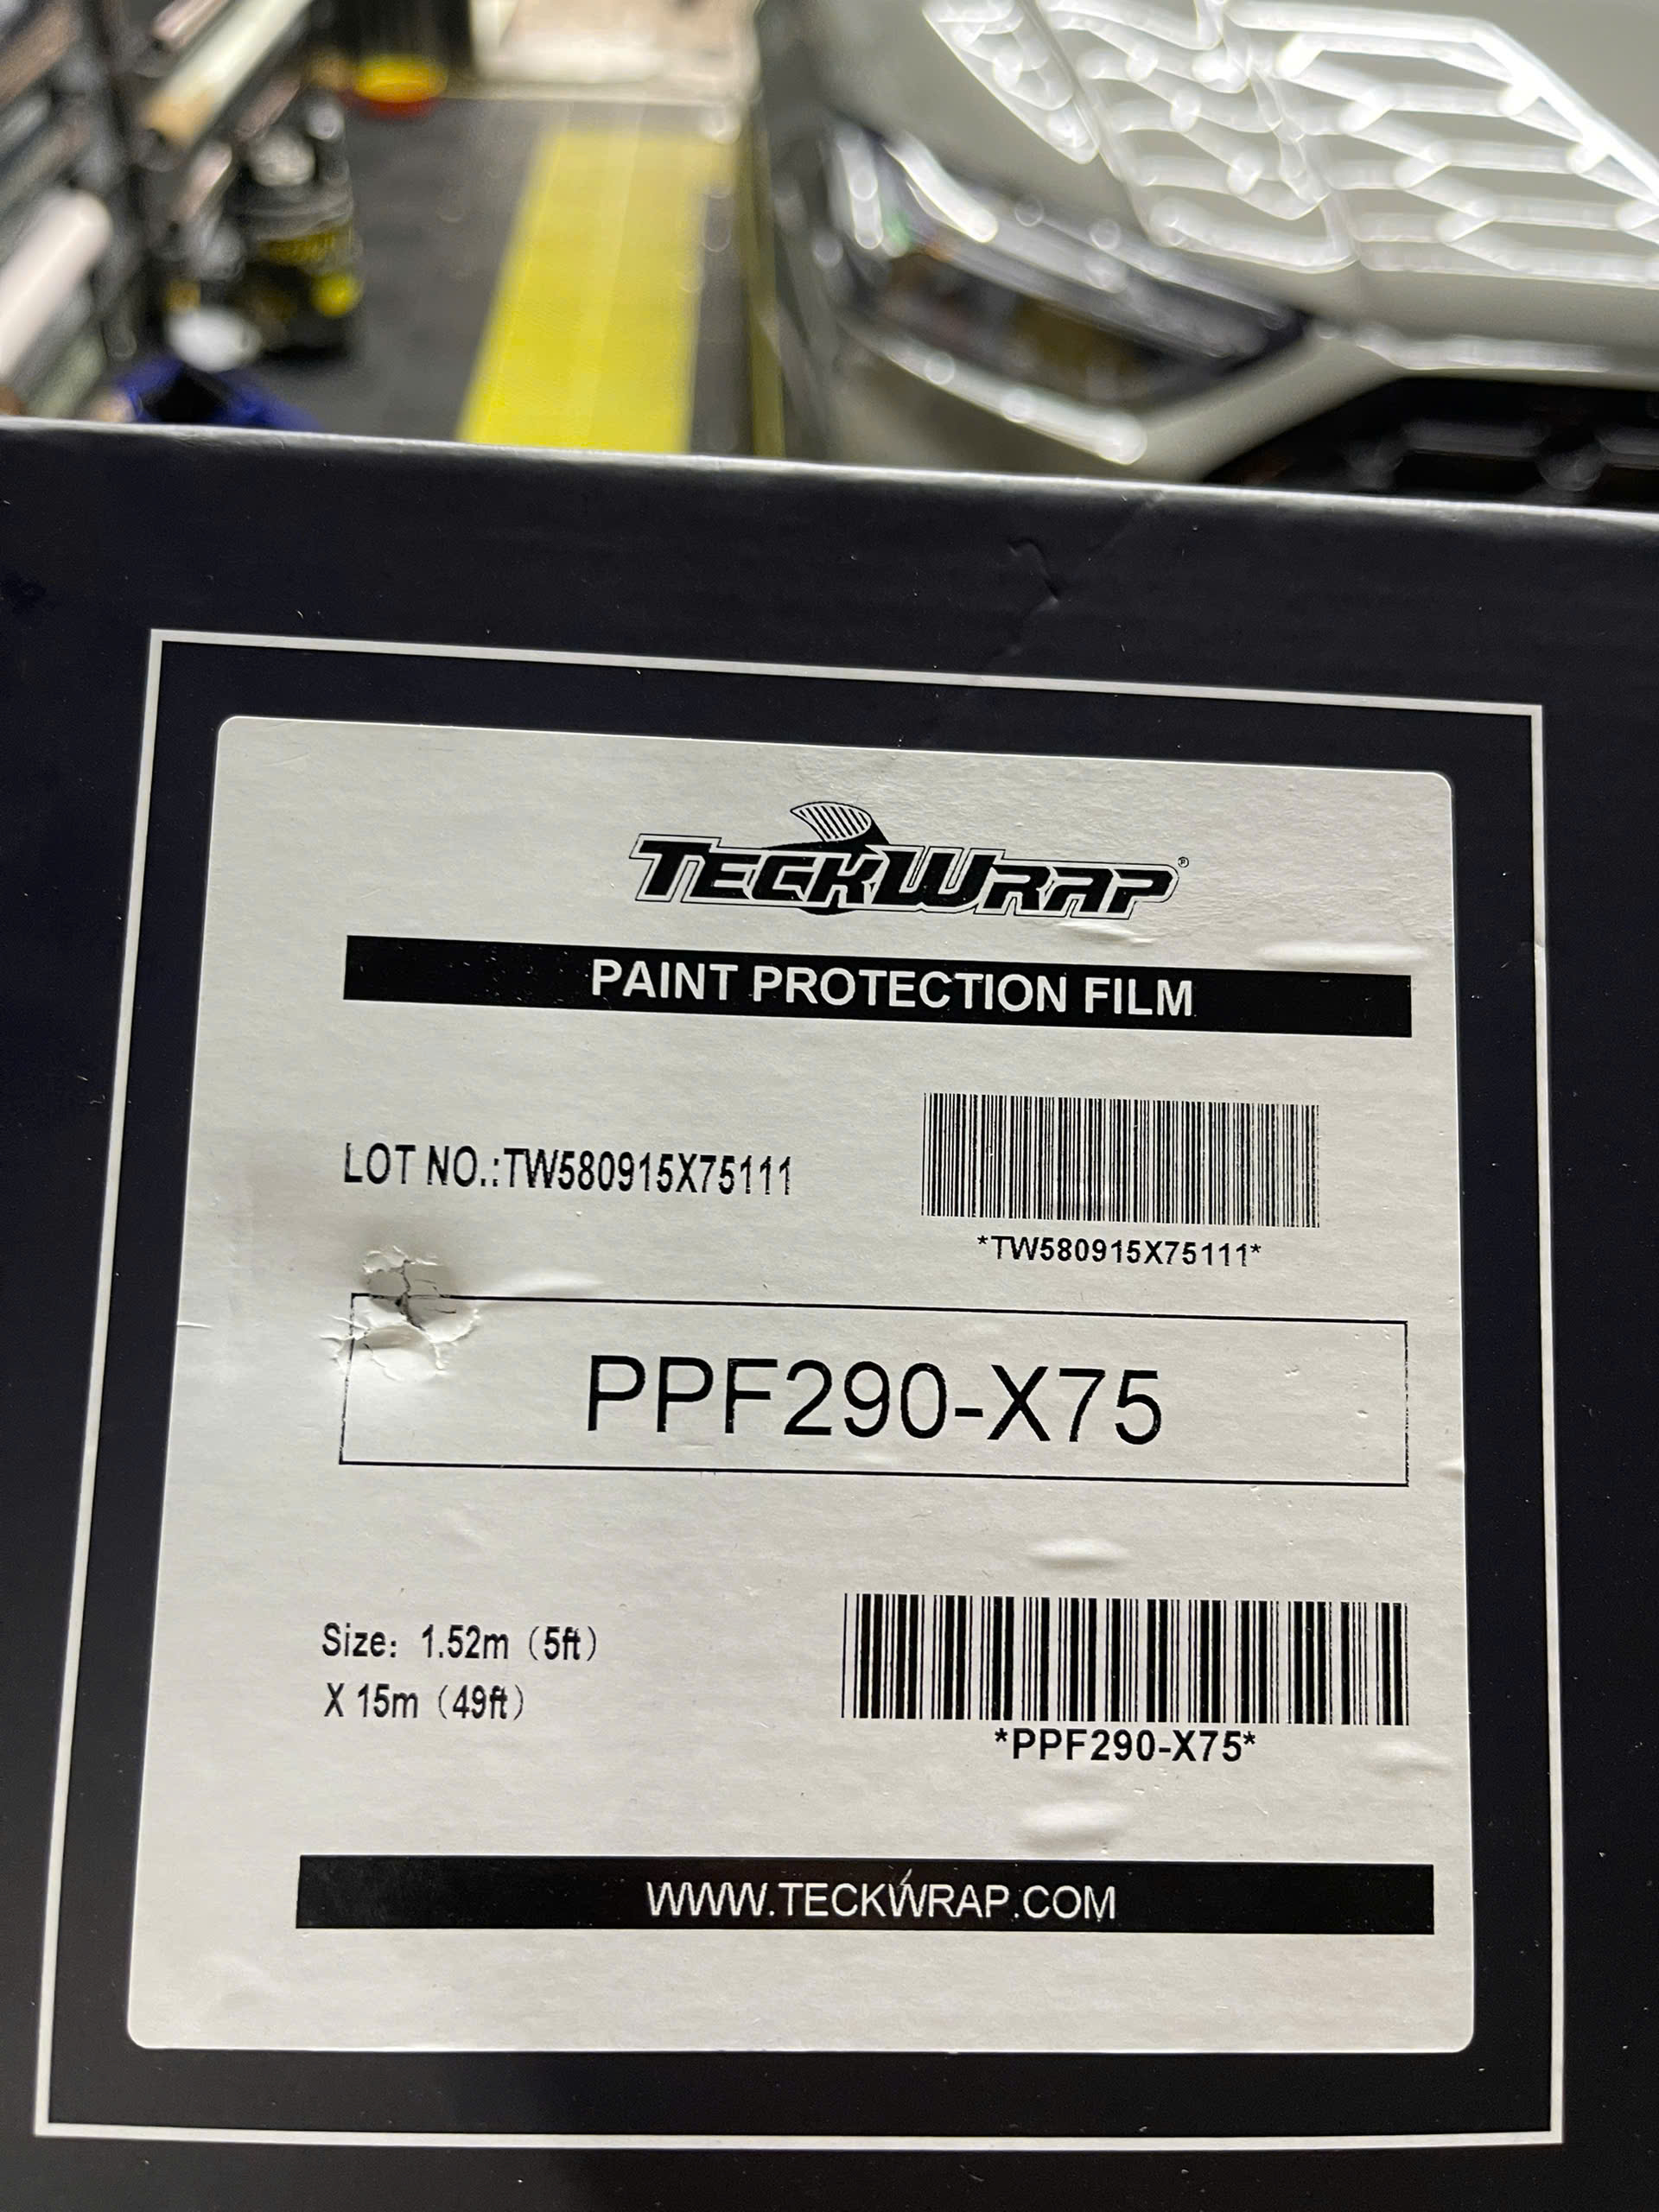 TECKWRAP®
PAINT PROTECTION FILM
LOT NO.:TW580915X75111
*TW580915X75111*
PPF290-X75
Size: 1.52m (5ft)
X 15m (49ft)
*PPF290-X75*
WWW.TECKWRAP.COM